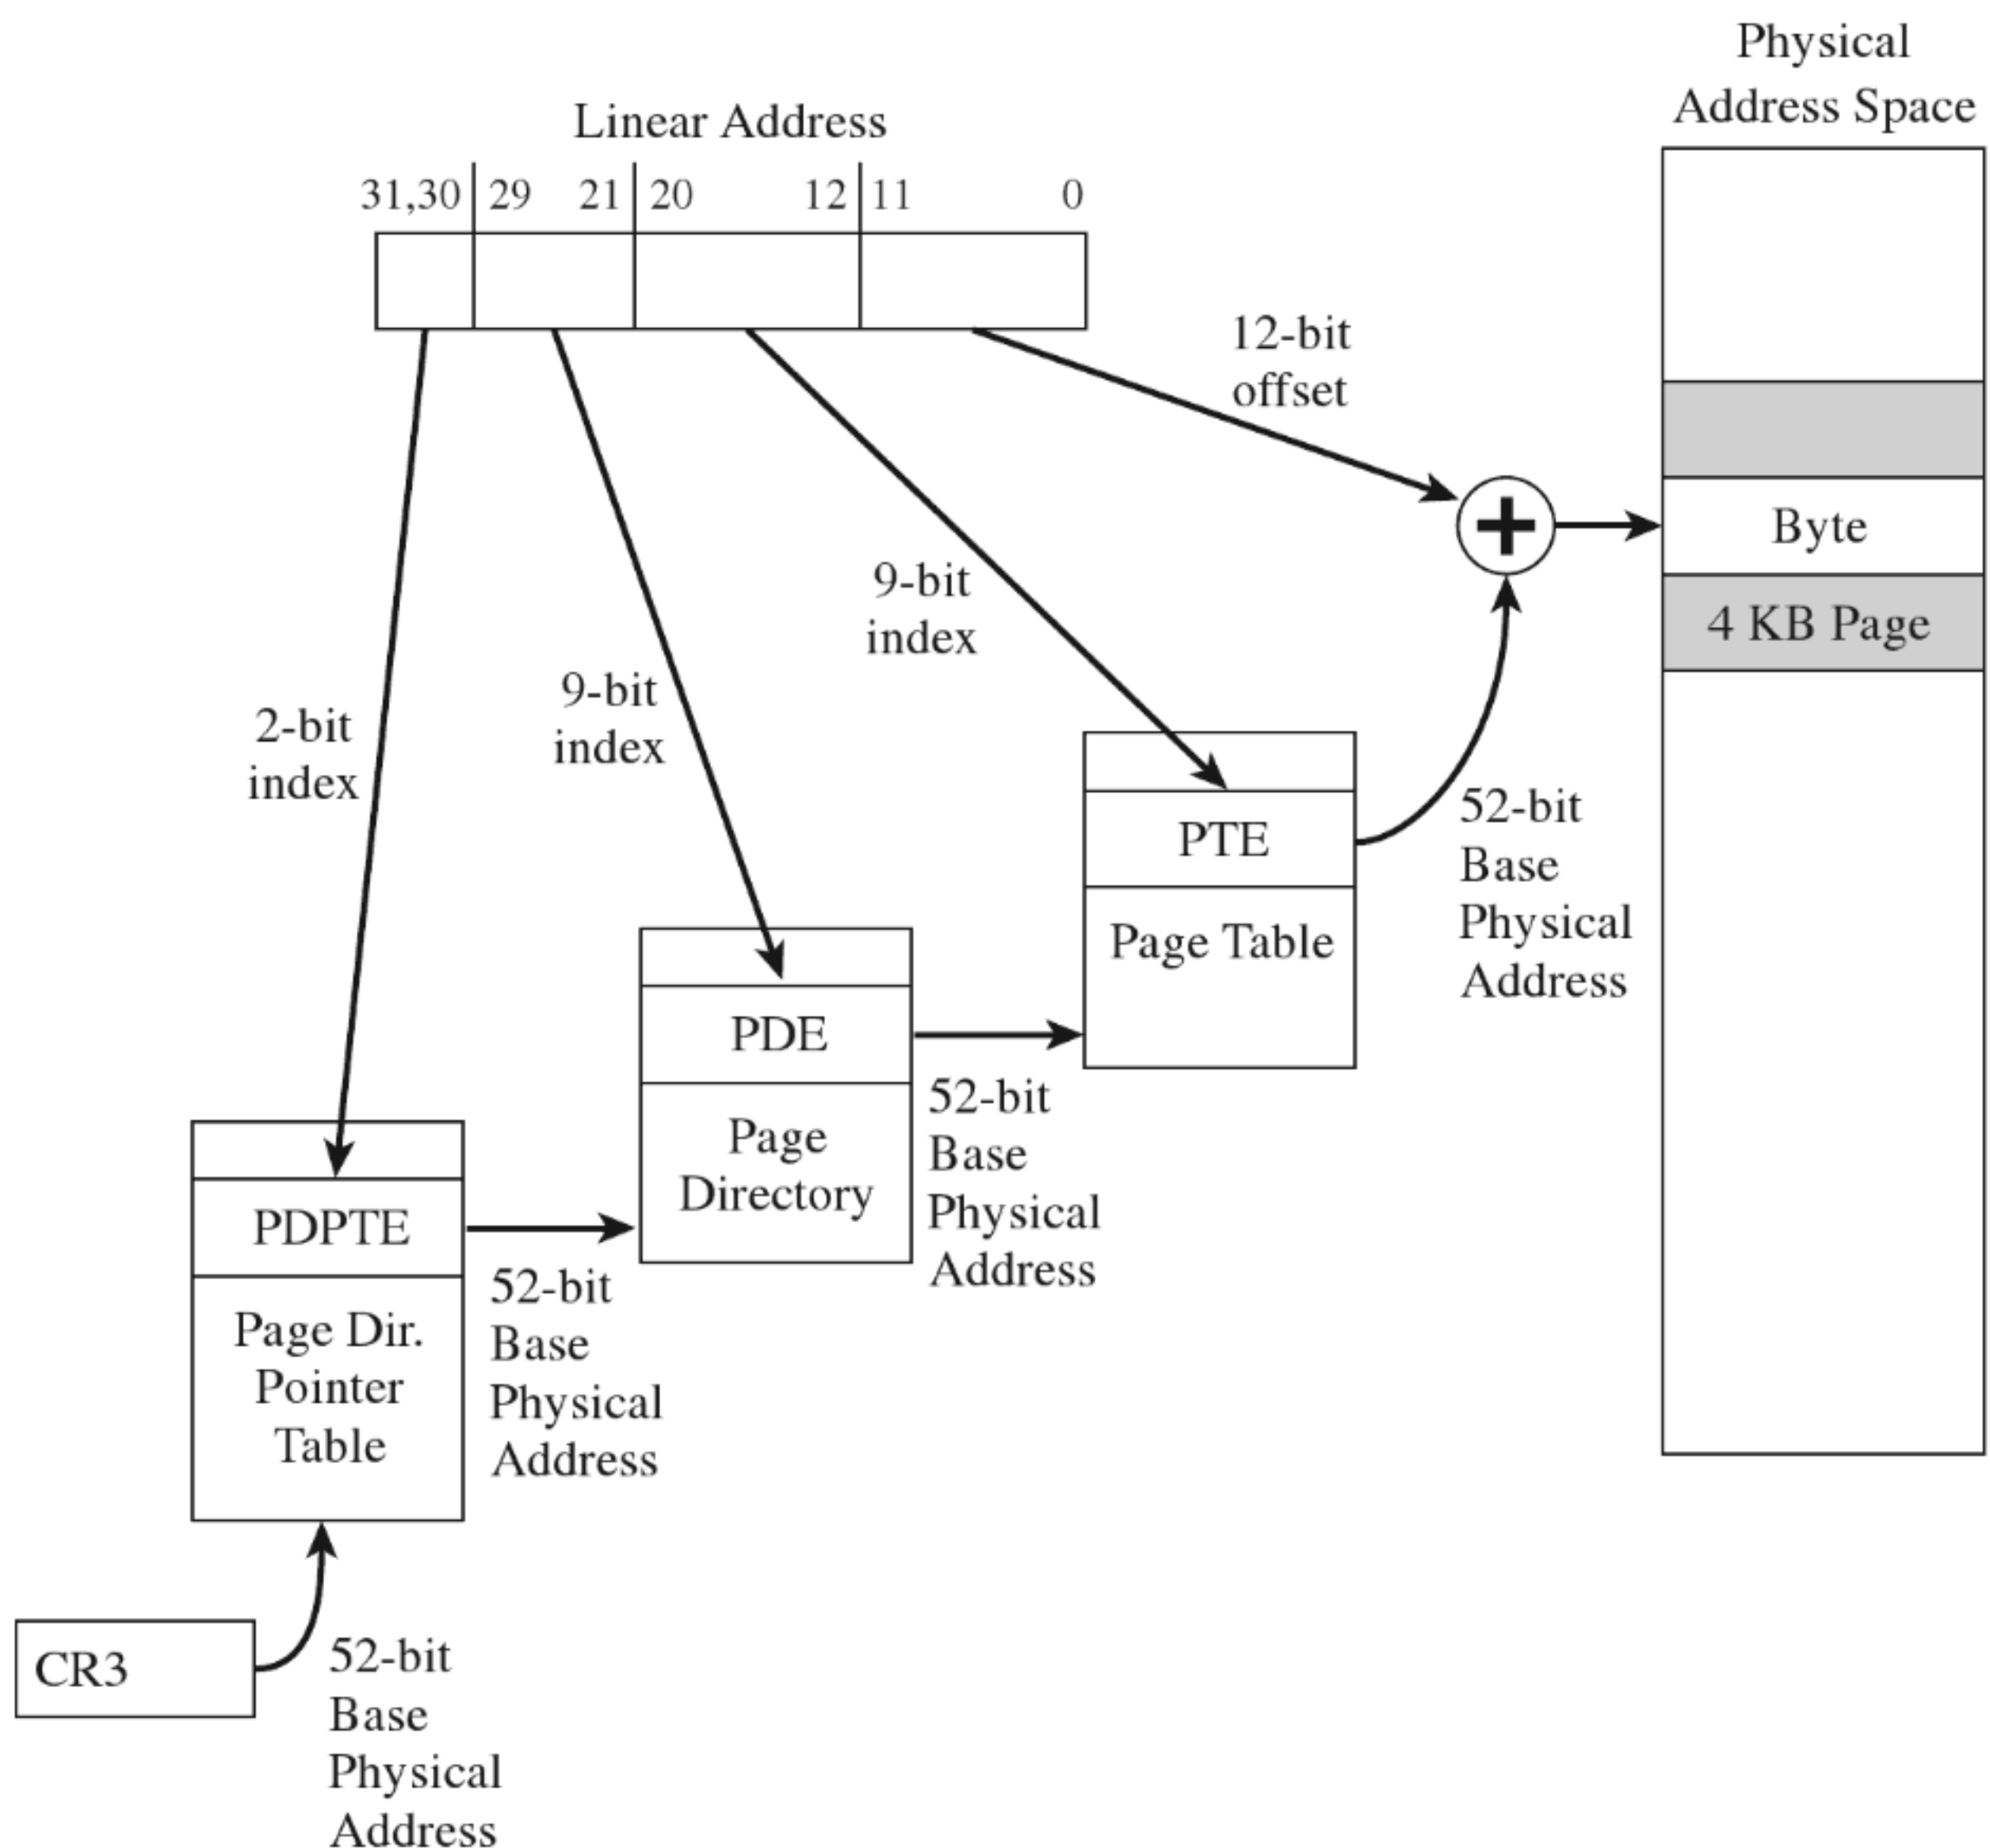 Physical
Address Space
Linear Address
31,30 29 21 20 12 11 0
12-bit
offset
Byte
4 KB Page
9-bit
index
9-bit
index
2-bit
index
PTE
Page Table
52-bit
Base
Physical
Address
PDE
Page
Directory
52-bit
Base
Physical
Address
PDPTE
Page Dir.
Pointer
Table
52-bit
Base
Physical
Address
CR3
52-bit
Base
Physical
Address